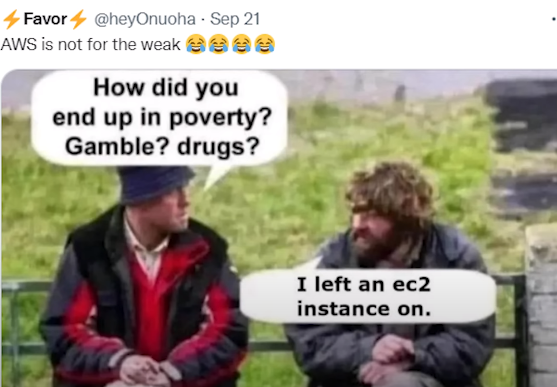 ⚡Favor⚡ @heyOnuoha · Sep 21
AWS is not for the weak 😂😂😂😂
How did you
end up in poverty?
Gamble? drugs?
I left an ec2
instance on.